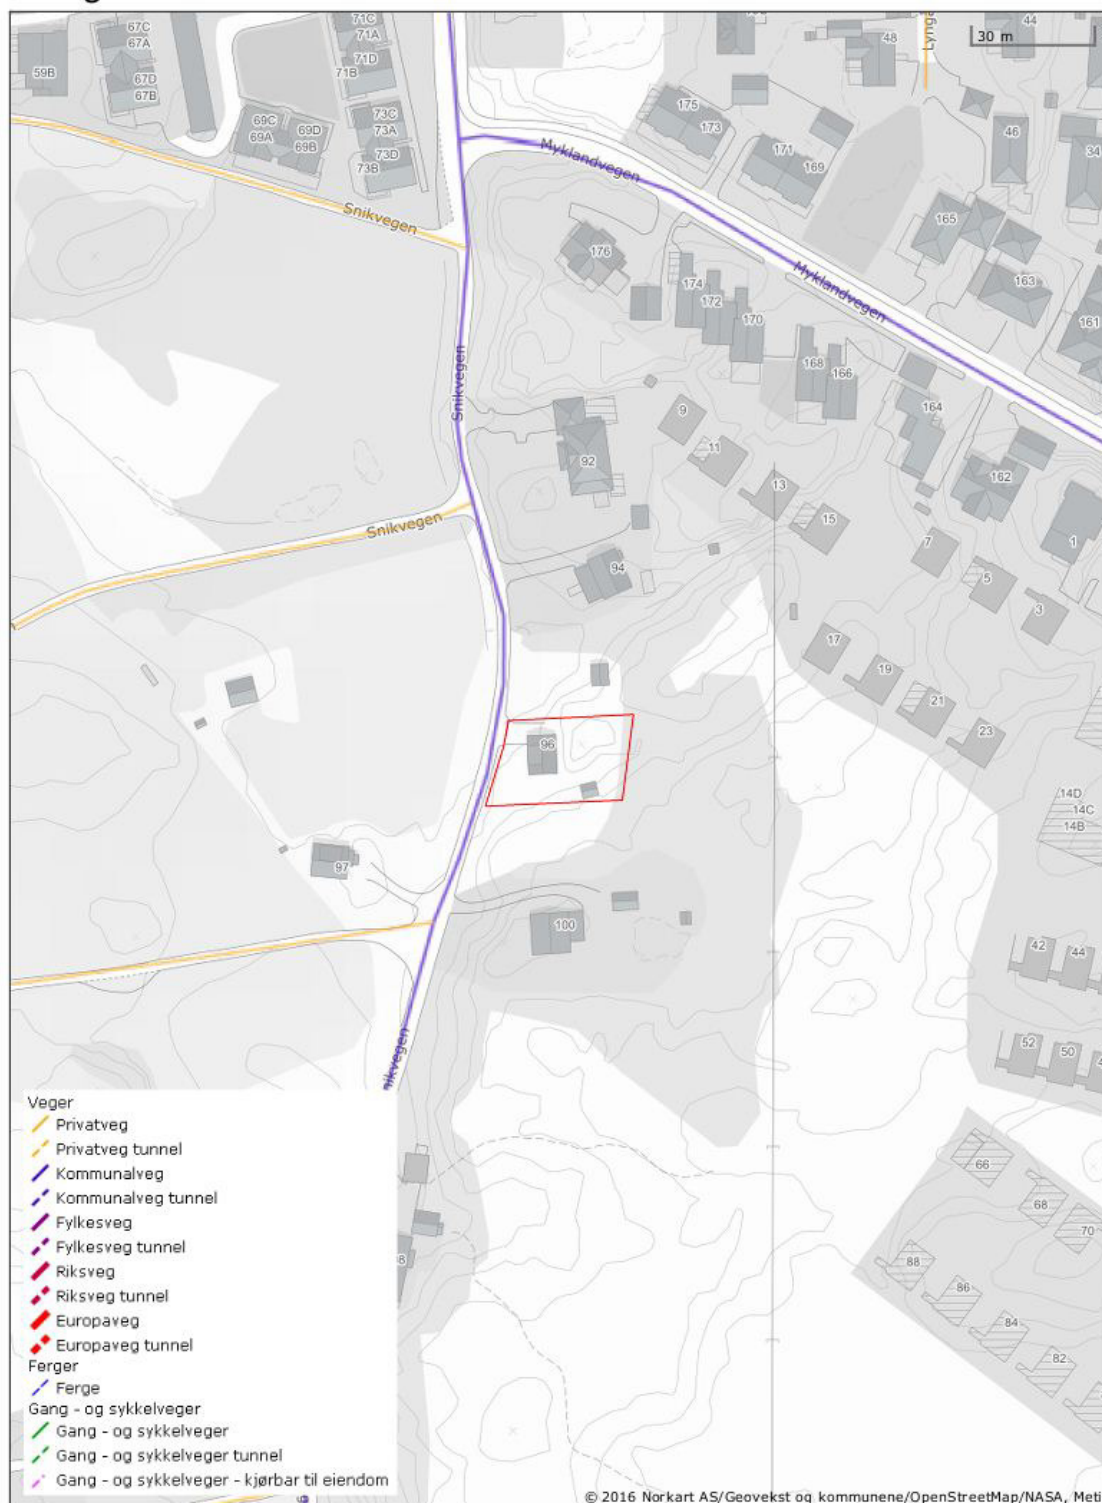 67C
67A
59B
67D
67B
71C
71A
71D
71B
73C
73A
73D
73B
69C
69A
69D
69B
48
44
30 m
175
173
171
169
46
34
Myklandvegen
Snikvegen
176
174
172
170
165
163
161
Myklandvegen
168
166
164
162
Snikvegen
9
11
92
13
15
7
5
3
1
Snikvegen
94
17
19
21
23
96
14D
14C
14B
97
100
42
44
52
50
66
68
70
88
86
84
82
Veger
Privatveg
Privatveg tunnel
Kommunalveg
Kommunalveg tunnel
Fylkesveg
Fylkesveg tunnel
Riksveg
Riksveg tunnel
Europaveg
Europaveg tunnel
Ferger
Ferge
Gang - og sykkelveger
Gang - og sykkelveger
Gang - og sykkelveger tunnel
Gang - og sykkelveger - kjørbar til eiendom
© 2016 Norkart AS/Geovekst og kommunene/OpenStreetMap/NASA, Meti